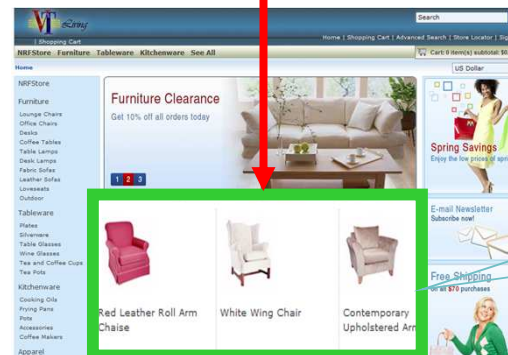 VT eLiving
Search
| Shopping Cart
Home | Shopping Cart | Advanced Search | Store Locator | Sig
NRFStore Furniture Tableware Kitchenware See All
Cart: 0 item(s) subtotal: $0
Home
US Dollar
NRFStore
Furniture
Lounge Chairs
Office Chairs
Desks
Coffee Tables
Table Lamps
Desk Lamps
Fabric Sofas
Leather Sofas
Loveseats
Outdoor
Tableware
Plates
Silverware
Table Glasses
Wine Glasses
Tea and Coffee Cups
Tea Pots
Kitchenware
Cooking Oils
Frying Pans
Pots
Accessories
Coffee Makers
Apparel
Furniture Clearance
Get 10% off all orders today
1 2 3
Red Leather Roll Arm
Chaise
White Wing Chair
Contemporary
Upholstered Arm
Spring Savings
Enjoy the low prices of spri
E-mail Newsletter
Subscribe now!
Free Shipping
on all $70 purchases